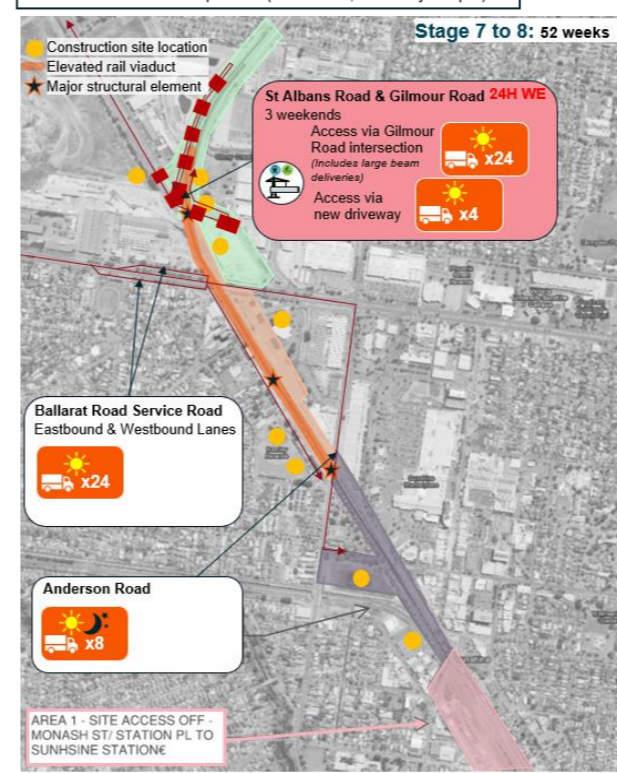 Stage 7 to 8: 52 weeks
Construction site location
Elevated rail viaduct
Major structural element
St Albans Road & Gilmour Road 24H WE
3 weekends
Access via Gilmour
Road intersection
(Includes large beam
deliveries)
x24
Access via
new driveway
x4
Ballarat Road Service Road
Eastbound & Westbound Lanes
x24
Anderson Road
x8
AREA 1 - SITE ACCESS OFF -
MONASH ST/ STATION PL TO
SUNHSINE STATION€